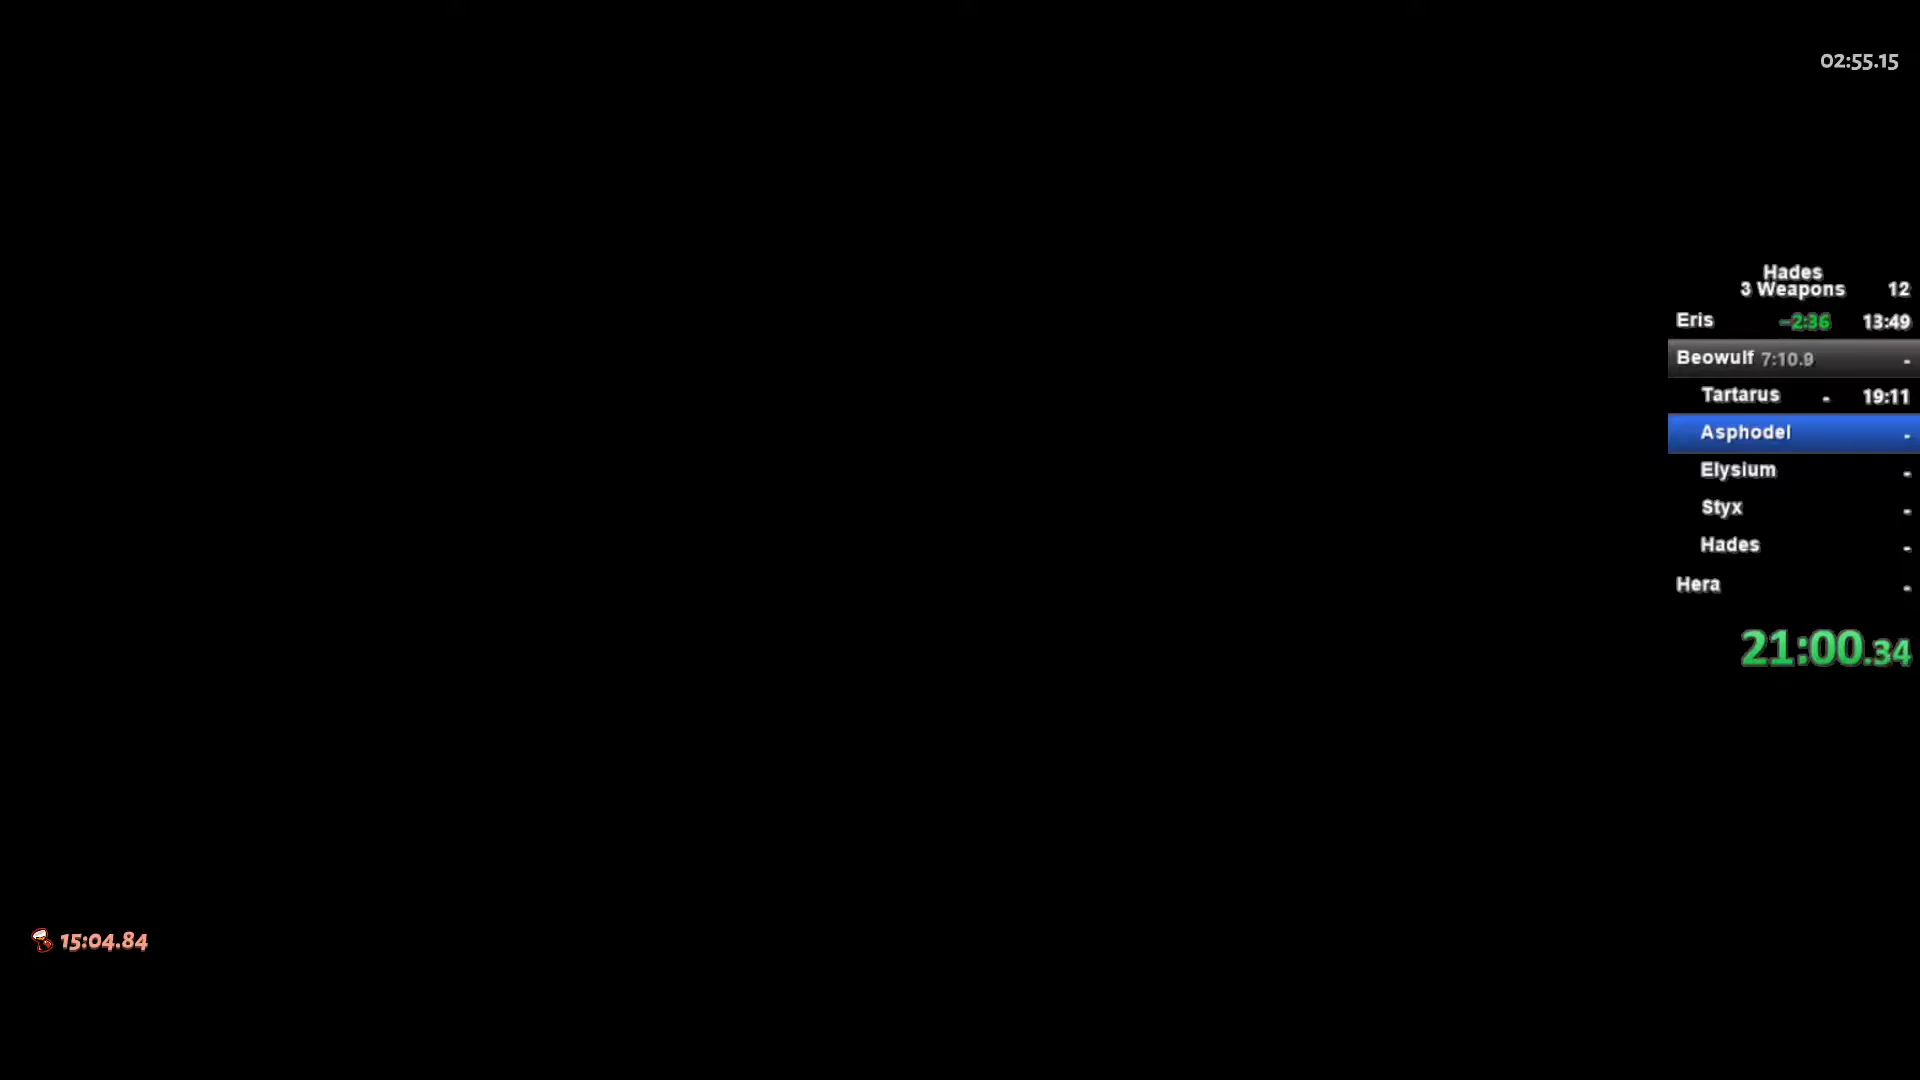 02:55.15
Hades
3 Weapons 12
Eris -2:36 13:49
Beowulf 7:10.9 -
Tartarus - 19:11
Asphodel -
Elysium -
Styx -
Hades -
Hera -
21:00.34
15:04.84